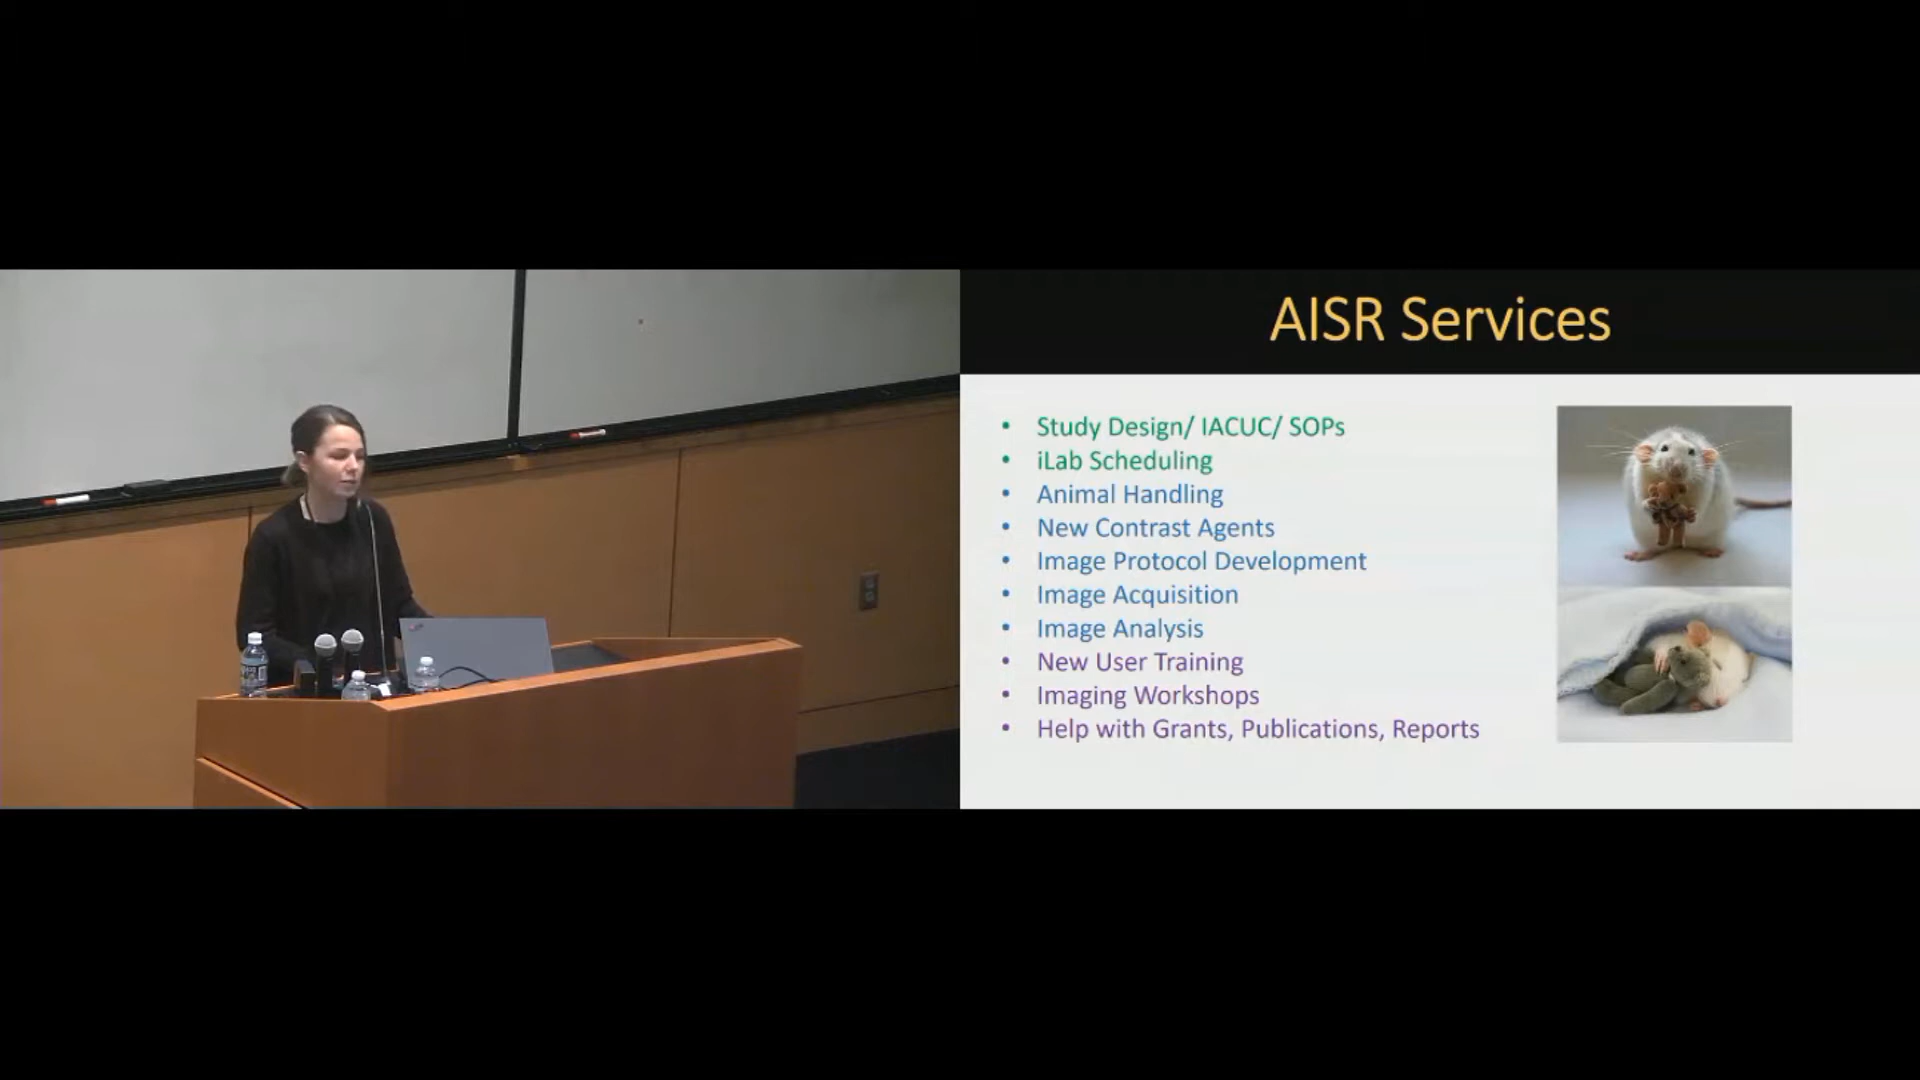 AISR Services
• Study Design/ IACUC/ SOPs
• iLab Scheduling
• Animal Handling
• New Contrast Agents
• Image Protocol Development
• Image Acquisition
• Image Analysis
• New User Training
• Imaging Workshops
• Help with Grants, Publications, Reports